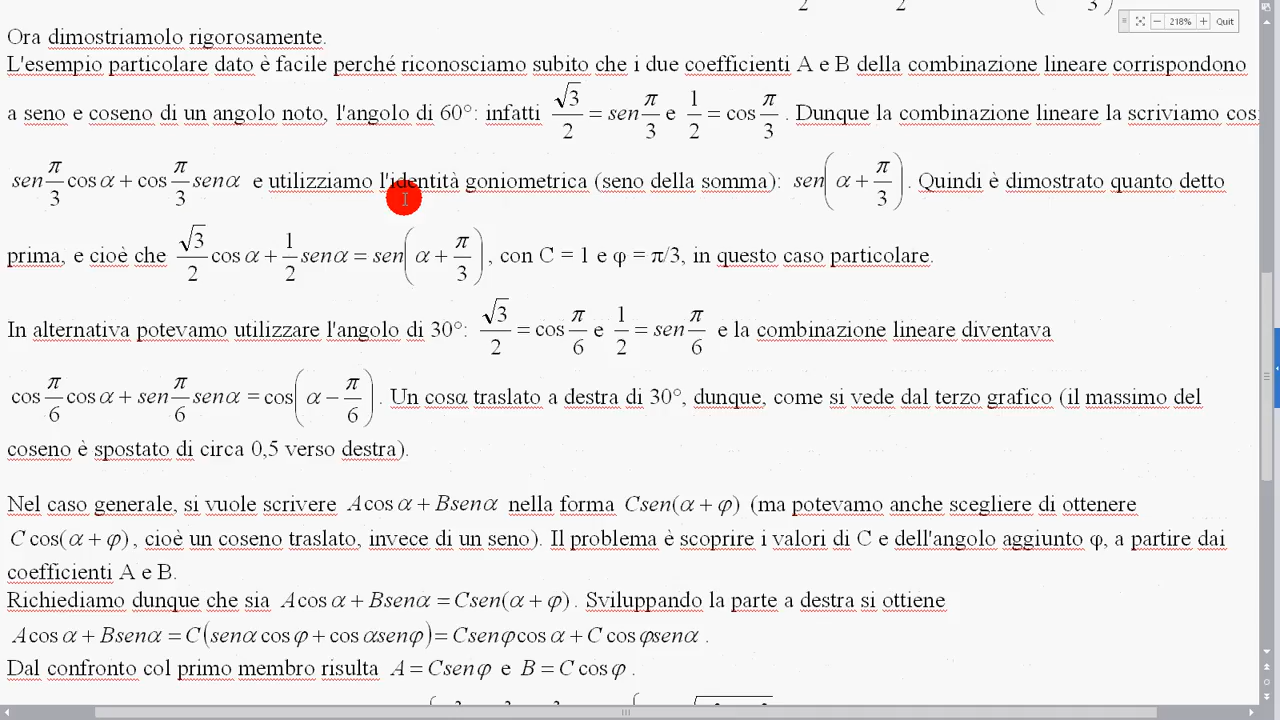 218% Quit
Ora dimostriamolo rigorosamente.
L'esempio particolare dato è facile perché riconosciamo subito che i due coefficienti A e B della combinazione lineare corrispondono
a seno e coseno di un angolo noto, l'angolo di 60°: infatti √3/2 = sen π/3 e 1/2 = cos π/3 . Dunque la combinazione lineare la scriviamo cos
sen π/3 cos α + cos π/3 sen α e utilizziamo l'identità goniometrica (seno della somma): sen(α + π/3) . Quindi è dimostrato quanto detto
prima, e cioè che √3/2 cos α + 1/2 sen α = sen(α + π/3) , con C = 1 e φ = π/3, in questo caso particolare.
In alternativa potevamo utilizzare l'angolo di 30°: √3/2 = cos π/6 e 1/2 = sen π/6 e la combinazione lineare diventava
cos π/6 cos α + sen π/6 sen α = cos(α − π/6) . Un cosα traslato a destra di 30°, dunque, come si vede dal terzo grafico (il massimo del
coseno è spostato di circa 0,5 verso destra).
Nel caso generale, si vuole scrivere A cos α + B sen α nella forma C sen(α + φ) (ma potevamo anche scegliere di ottenere
C cos(α + φ) , cioè un coseno traslato, invece di un seno). Il problema è scoprire i valori di C e dell'angolo aggiunto φ, a partire dai
coefficienti A e B.
Richiediamo dunque che sia A cos α + B sen α = C sen(α + φ) . Sviluppando la parte a destra si ottiene
A cos α + B sen α = C(sen α cos φ + cos α sen φ) = C sen φ cos α + C cos φ sen α .
Dal confronto col primo membro risulta A = C sen φ e B = C cos φ .